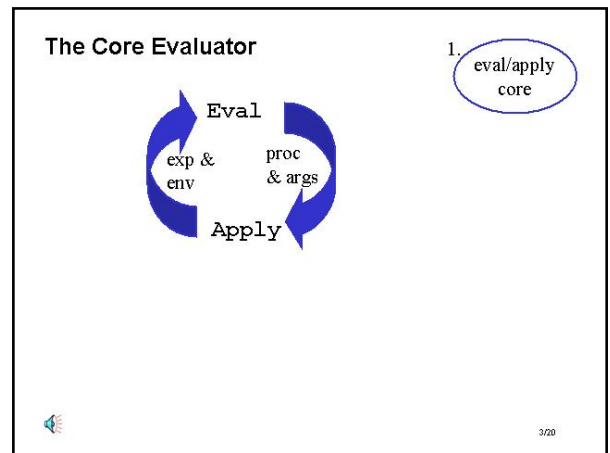 The Core Evaluator
1.
eval/apply
core
Eval
exp &
env
proc
& args
Apply
3/20